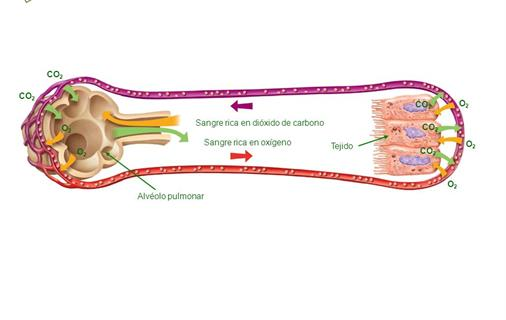 CO₂
CO₂
O₂
O₂
Sangre rica en dióxido de carbono
Sangre rica en oxígeno
Alvéolo pulmonar
Tejido
CO₂
O₂
CO₂
O₂
CO₂
O₂